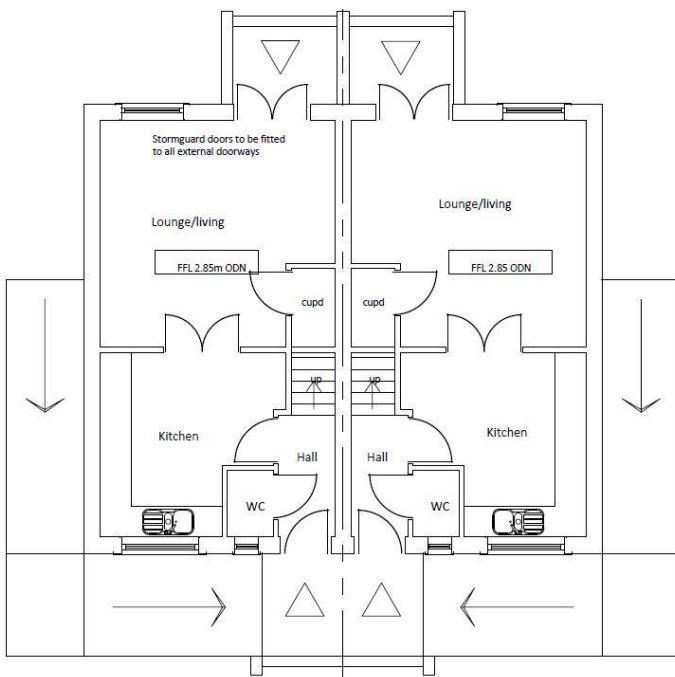 Stormguard doors to be fitted
to all external doorways
Lounge/living
Lounge/living
FFL 2.85m ODN
FFL 2.85 ODN
cupd
cupd
up
up
Kitchen
Kitchen
Hall
Hall
WC
WC